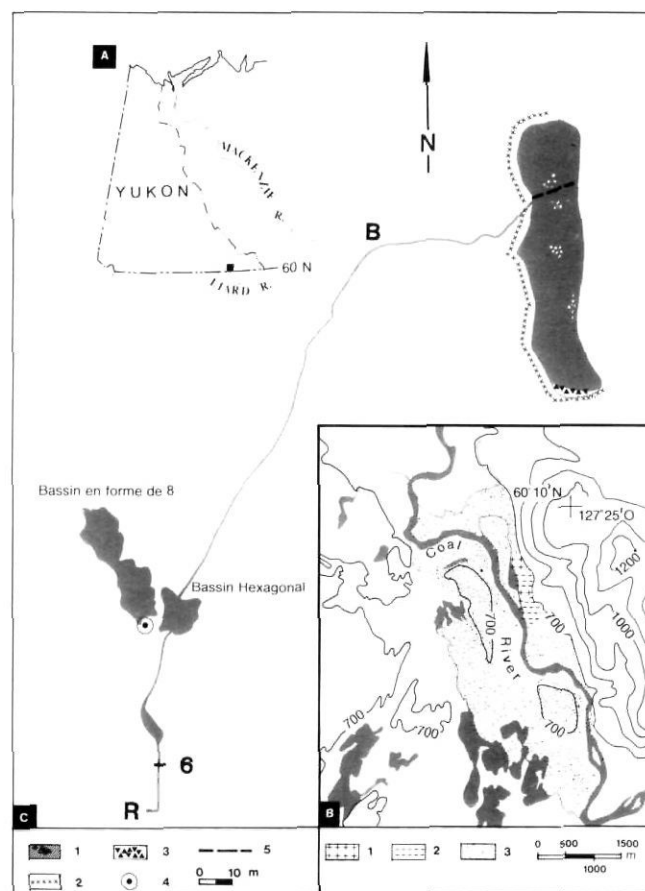 A
YUKON
MACKENZIE R.
60 N
LIARD R.
N
B
Bassin en forme de 8
Bassin Hexagonal
6
R
60°10'N
127°25'O
1200
1000
700
Coal
River
700
700
700
700
C
B
1
2
3
4
5
0 10 m
1
2
3
0 500 1500
1000
m